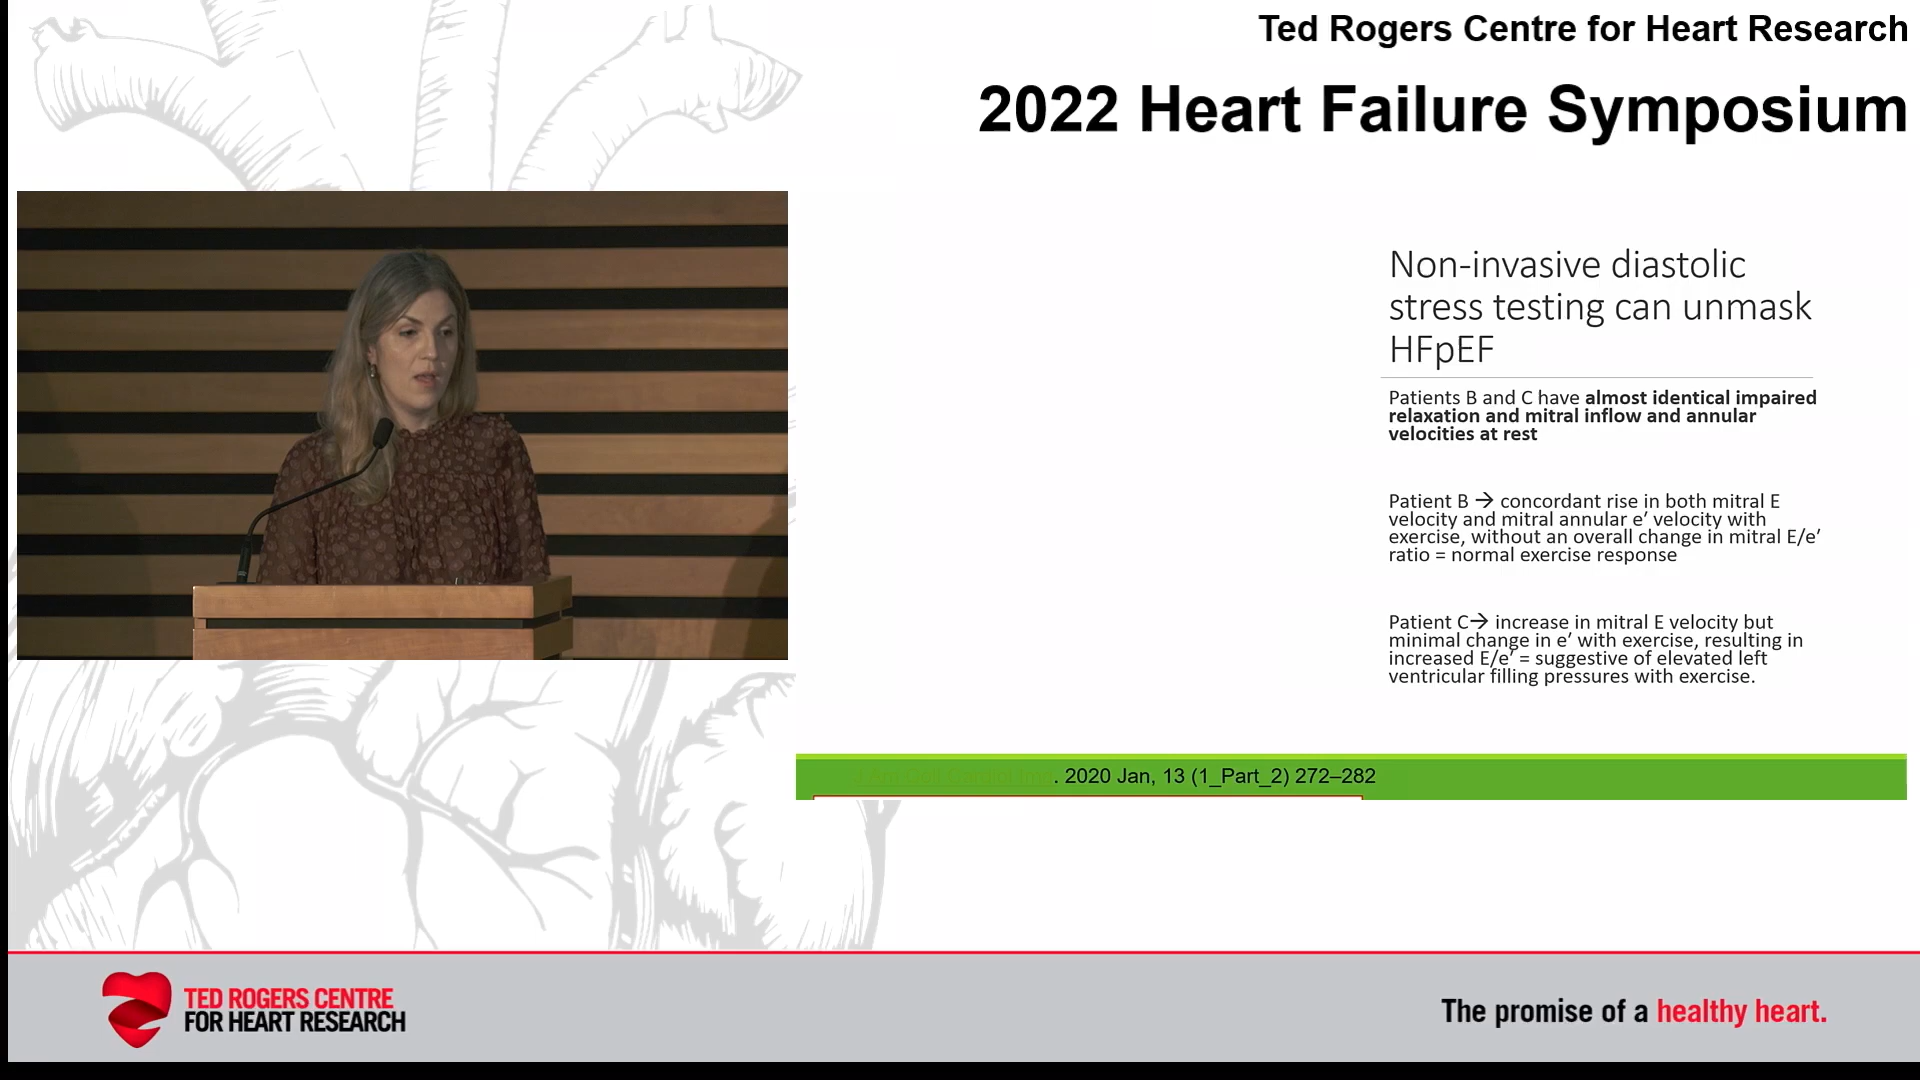 Ted Rogers Centre for Heart Research
2022 Heart Failure Symposium
Non-invasive diastolic
stress testing can unmask
HFpEF
Patients B and C have almost identical impaired
relaxation and mitral inflow and annular
velocities at rest
Patient B → concordant rise in both mitral E
velocity and mitral annular e’ velocity with
exercise, without an overall change in mitral E/e’
ratio = normal exercise response
Patient C→ increase in mitral E velocity but
minimal change in e’ with exercise, resulting in
increased E/e’ = suggestive of elevated left
ventricular filling pressures with exercise.
J Am Coll Cardiol Img. 2020 Jan, 13 (1_Part_2) 272–282
TED ROGERS CENTRE
FOR HEART RESEARCH
The promise of a healthy heart.